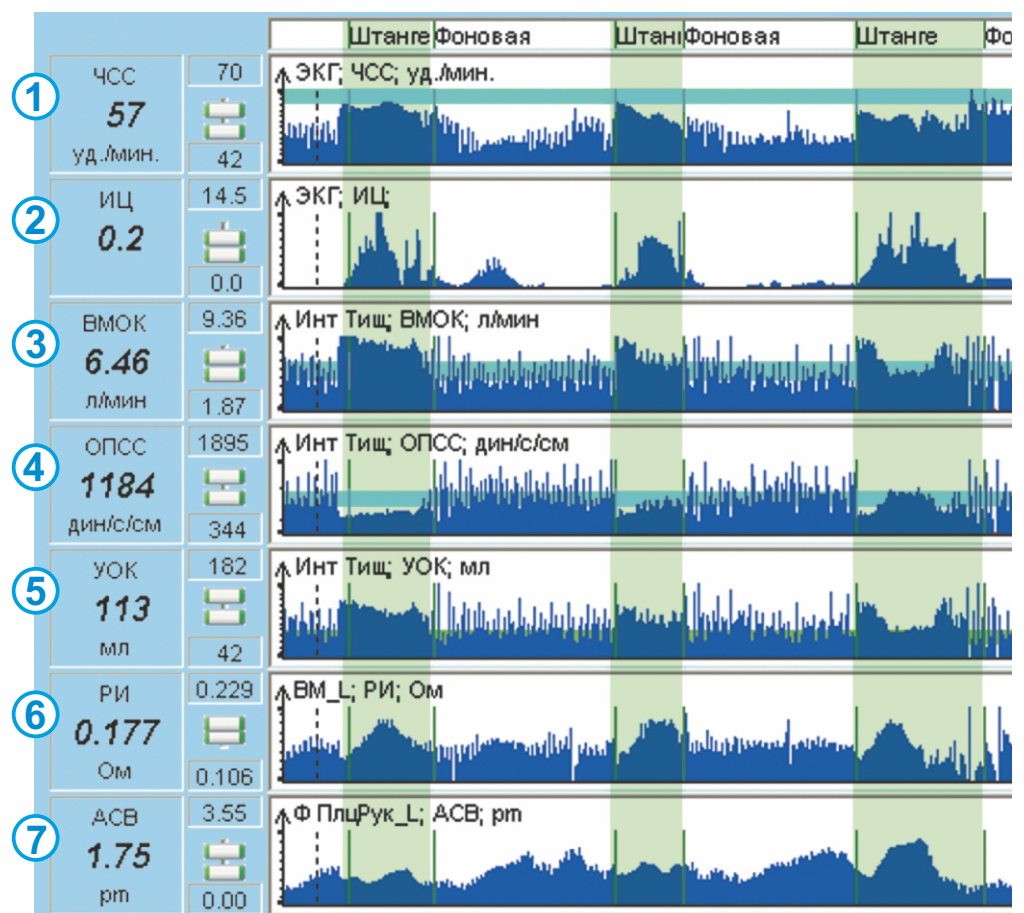 Штанге Фоновая Штанг Фоновая Штанге Фо
1
ЧСС
57
уд./мин.
70
42
ЭКГ; ЧСС; уд./мин.
2
ИЦ
0.2
14.5
0.0
ЭКГ; ИЦ;
3
ВМОК
6.46
л/мин
9.36
1.87
Инт Тищ; ВМОК; л/мин
4
ОПСС
1184
дин/с/см
1895
344
Инт Тищ; ОПСС; дин/с/см
5
УОК
113
мл
182
42
Инт Тищ; УОК; мл
6
РИ
0.177
Ом
0.229
0.106
ВМ_L; РИ; Ом
7
АСВ
1.75
pm
3.55
0.00
Ф ПлцРук_L; АСВ; pm